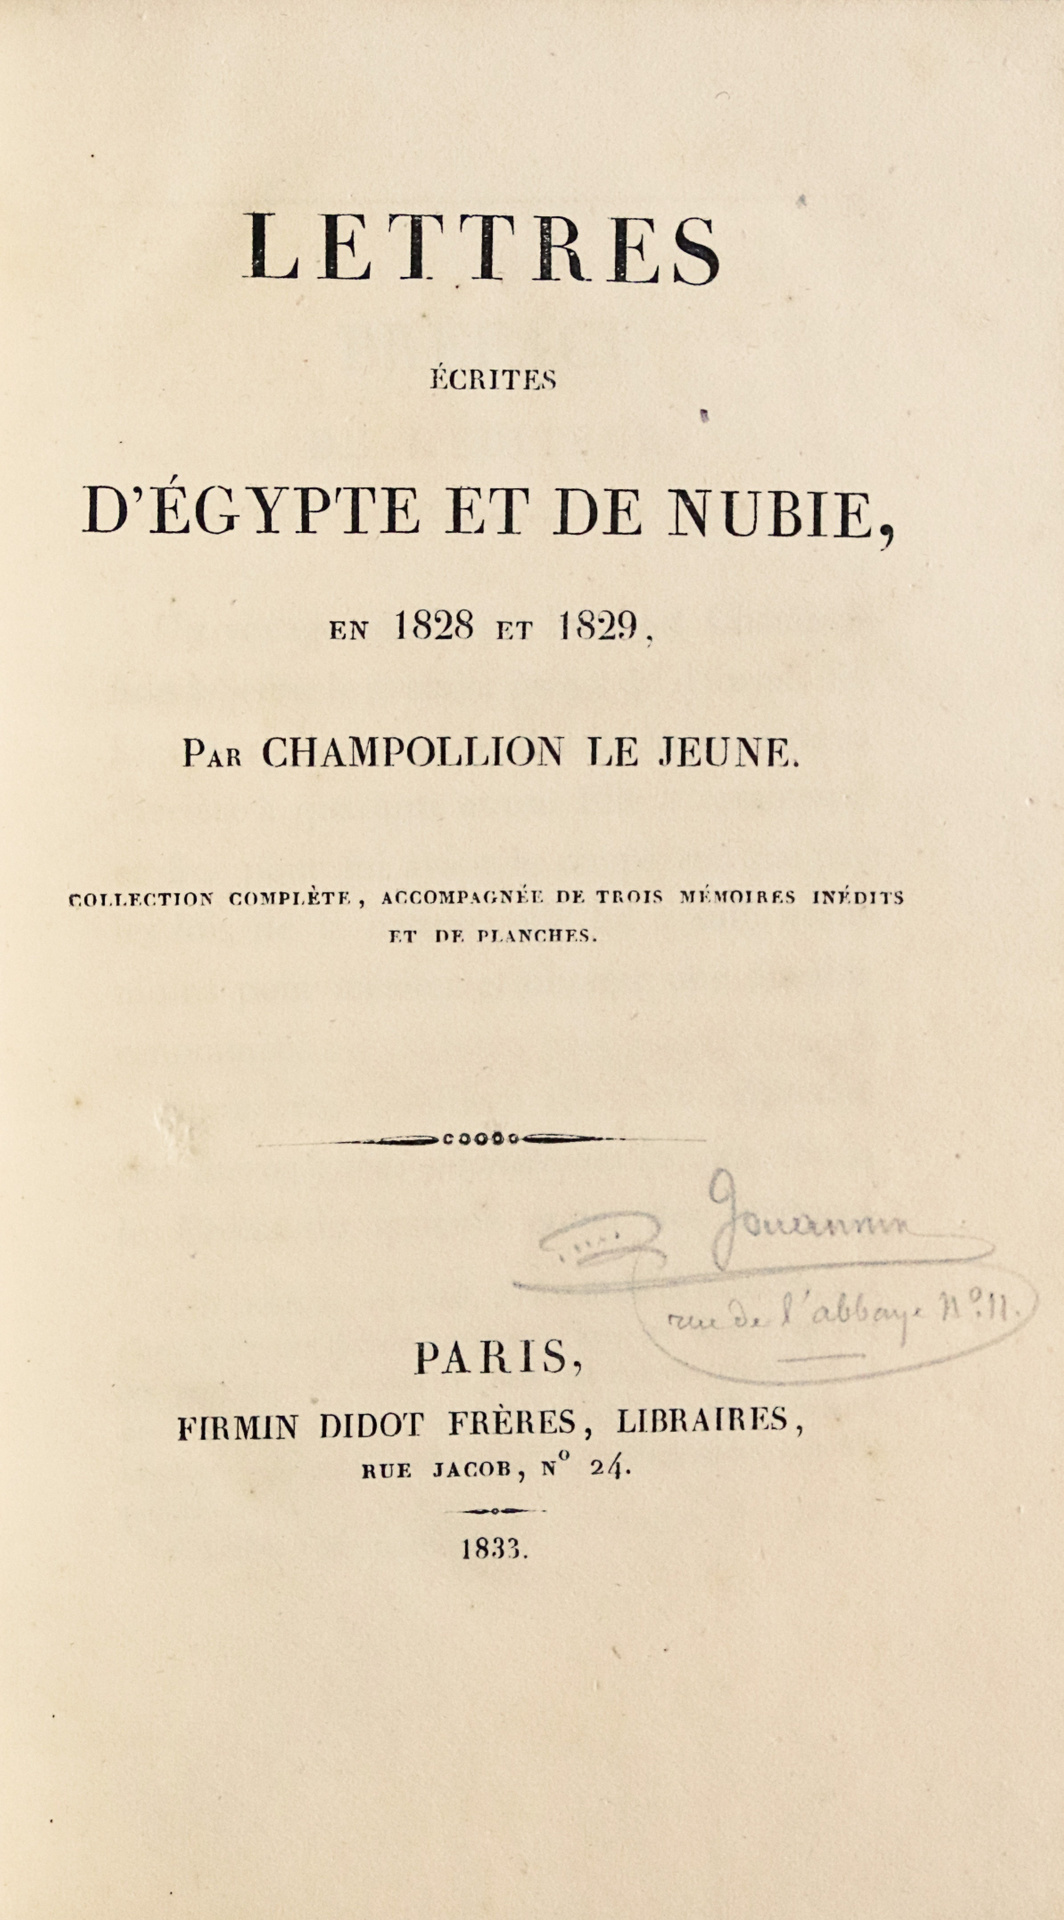 LETTRES
ÉCRITES
D'ÉGYPTE ET DE NUBIE,
EN 1828 ET 1829,
PAR CHAMPOLLION LE JEUNE.
COLLECTION COMPLÈTE, ACCOMPAGNÉE DE TROIS MÉMOIRES INÉDITS
ET DE PLANCHES.
Jouannin
rue de l'abbaye N° 11.
PARIS,
FIRMIN DIDOT FRÈRES, LIBRAIRES,
RUE JACOB, N° 24.
1833.